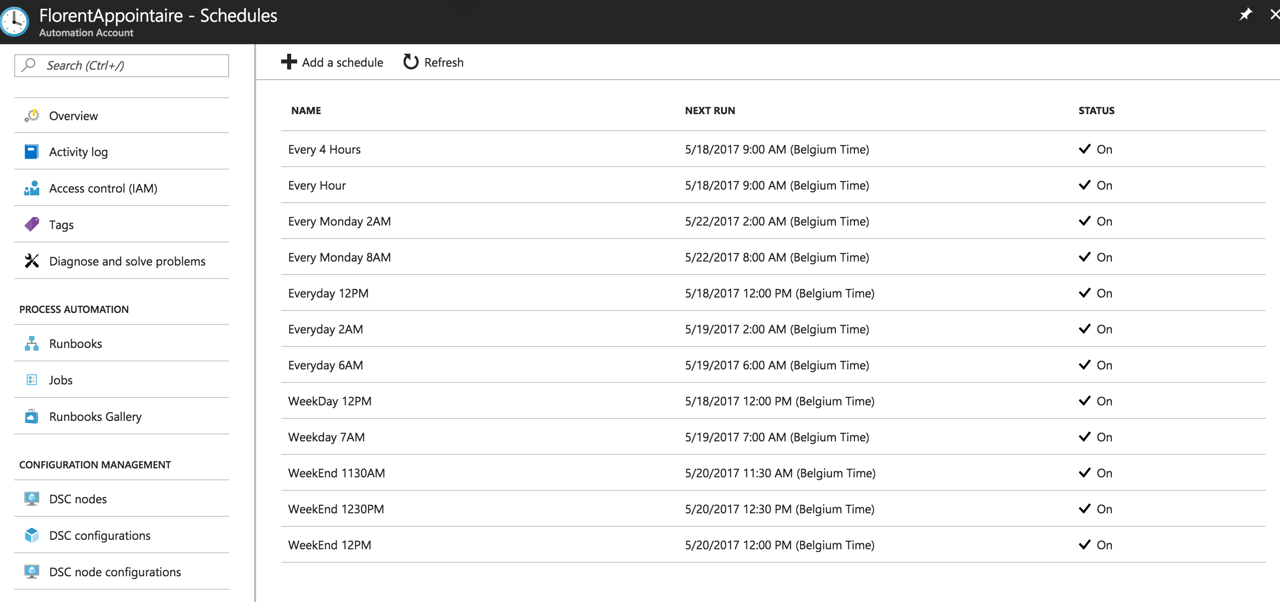 FlorentAppointaire - Schedules
Automation Account
Search (Ctrl+/)
Overview
Activity log
Access control (IAM)
Tags
Diagnose and solve problems
PROCESS AUTOMATION
Runbooks
Jobs
Runbooks Gallery
CONFIGURATION MANAGEMENT
DSC nodes
DSC configurations
DSC node configurations
Add a schedule Refresh
NAME NEXT RUN STATUS
Every 4 Hours 5/18/2017 9:00 AM (Belgium Time) On
Every Hour 5/18/2017 9:00 AM (Belgium Time) On
Every Monday 2AM 5/22/2017 2:00 AM (Belgium Time) On
Every Monday 8AM 5/22/2017 8:00 AM (Belgium Time) On
Everyday 12PM 5/18/2017 12:00 PM (Belgium Time) On
Everyday 2AM 5/19/2017 2:00 AM (Belgium Time) On
Everyday 6AM 5/19/2017 6:00 AM (Belgium Time) On
WeekDay 12PM 5/18/2017 12:00 PM (Belgium Time) On
Weekday 7AM 5/19/2017 7:00 AM (Belgium Time) On
WeekEnd 1130AM 5/20/2017 11:30 AM (Belgium Time) On
WeekEnd 1230PM 5/20/2017 12:30 PM (Belgium Time) On
WeekEnd 12PM 5/20/2017 12:00 PM (Belgium Time) On